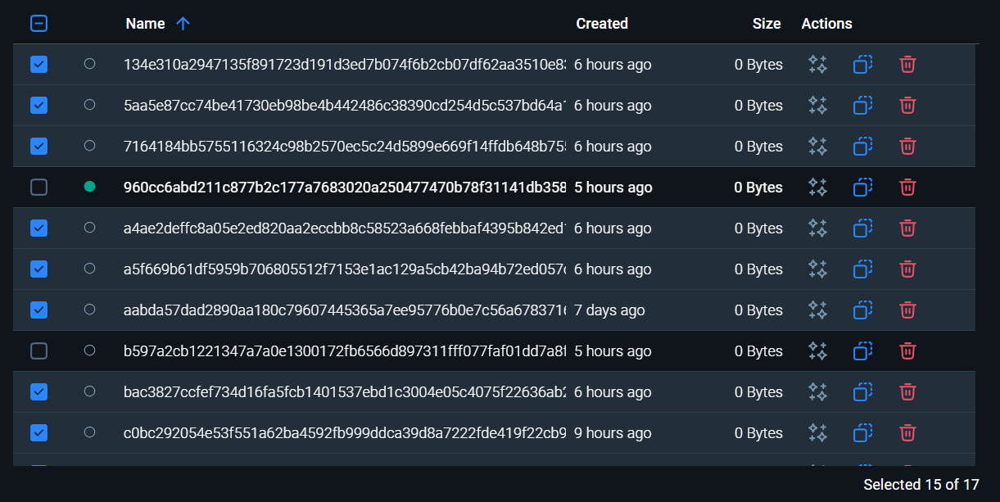 Name Created Size Actions
134e310a2947135f891723d191d3ed7b074f6b2cb07df62aa3510e8 6 hours ago 0 Bytes
5aa5e87cc74be41730eb98be4b442486c38390cd254d5c537bd64a 6 hours ago 0 Bytes
7164184bb5755116324c98b2570ec5c24d5899e669f14ffdb648b75 6 hours ago 0 Bytes
960cc6abd211c877b2c177a7683020a250477470b78f31141db358 5 hours ago 0 Bytes
a4ae2deffc8a05e2ed820aa2eccbb8c58523a668febbaf4395b842ed 6 hours ago 0 Bytes
a5f669b61df5959b706805512f7153e1ac129a5cb42ba94b72ed057 6 hours ago 0 Bytes
aabda57dad2890aa180c79607445365a7ee95776b0e7c56a678371 7 days ago 0 Bytes
b597a2cb1221347a7a0e1300172fb6566d897311fff077faf01dd7a8 5 hours ago 0 Bytes
bac3827ccfef734d16fa5fcb1401537ebd1c3004e05c4075f22636ab 6 hours ago 0 Bytes
c0bc292054e53f551a62ba4592fb999ddca39d8a7222fde419f22cb9 9 hours ago 0 Bytes
Selected 15 of 17